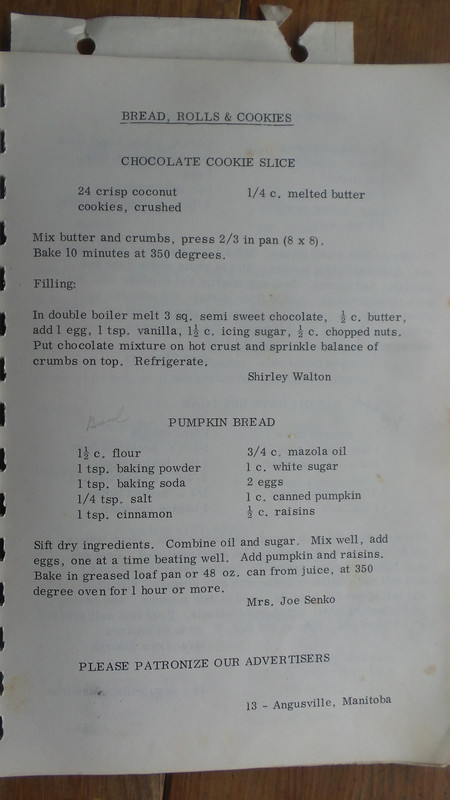 BREAD, ROLLS & COOKIES
CHOCOLATE COOKIE SLICE
24 crisp coconut 1/4 c. melted butter
cookies, crushed
Mix butter and crumbs, press 2/3 in pan (8 x 8).
Bake 10 minutes at 350 degrees.
Filling:
In double boiler melt 3 sq. semi sweet chocolate, ½ c. butter,
add 1 egg, 1 tsp. vanilla, 1½ c. icing sugar, ½ c. chopped nuts.
Put chocolate mixture on hot crust and sprinkle balance of
crumbs on top. Refrigerate.
Shirley Walton
PUMPKIN BREAD
1½ c. flour 3/4 c. mazola oil
1 tsp. baking powder 1 c. white sugar
1 tsp. baking soda 2 eggs
1/4 tsp. salt 1 c. canned pumpkin
1 tsp. cinnamon ½ c. raisins
Sift dry ingredients. Combine oil and sugar. Mix well, add
eggs, one at a time beating well. Add pumpkin and raisins.
Bake in greased loaf pan or 48 oz. can from juice, at 350
degree oven for 1 hour or more.
Mrs. Joe Senko
PLEASE PATRONIZE OUR ADVERTISERS
13 - Angusville, Manitoba